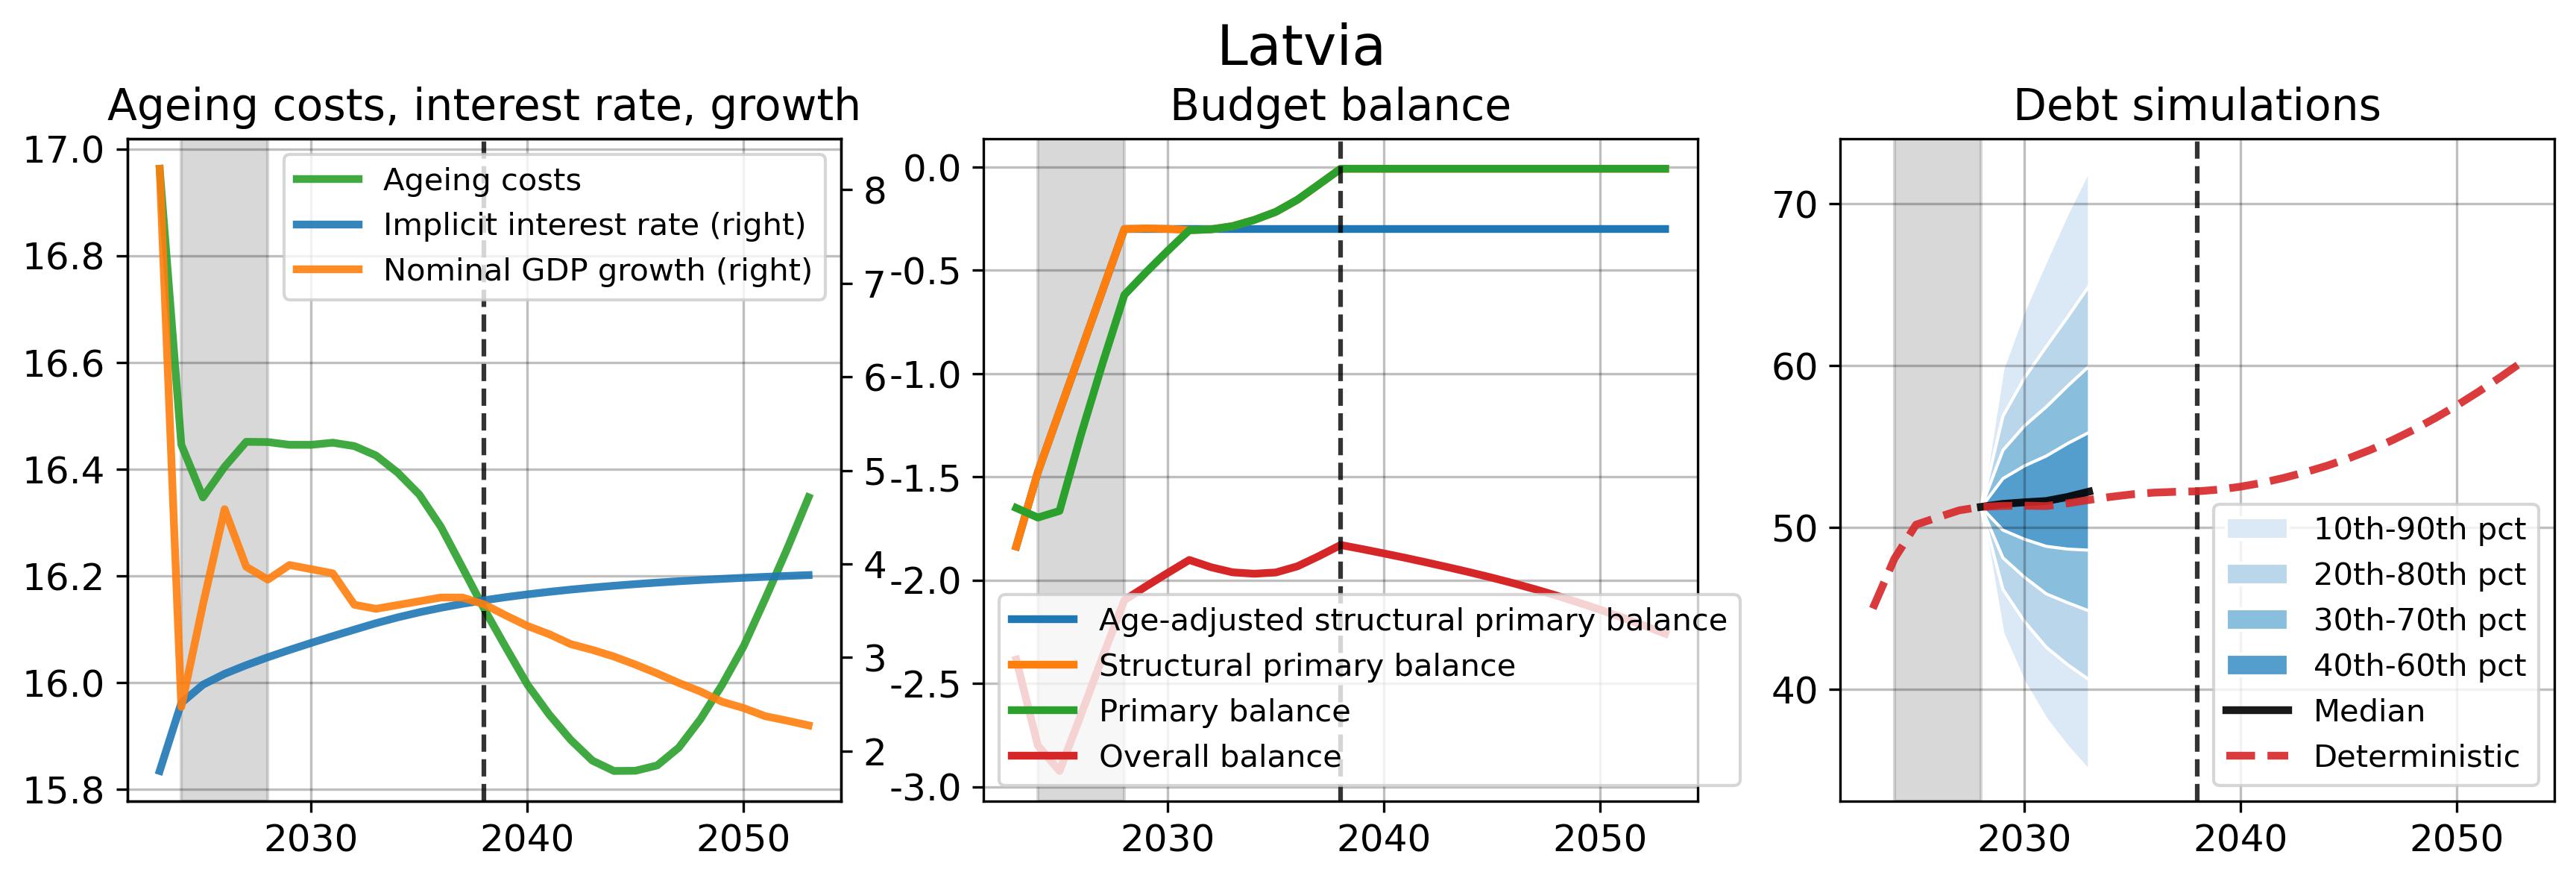 Latvia
Ageing costs, interest rate, growth
17.0
16.8
16.6
16.4
16.2
16.0
15.8
8
7
6
5
4
3
2
2030 2040 2050
Ageing costs
Implicit interest rate (right)
Nominal GDP growth (right)
Budget balance
0.0
-0.5
-1.0
-1.5
-2.0
-2.5
-3.0
2030 2040 2050
Age-adjusted structural primary balance
Structural primary balance
Primary balance
Overall balance
Debt simulations
70
60
50
40
2030 2040 2050
10th-90th pct
20th-80th pct
30th-70th pct
40th-60th pct
Median
Deterministic